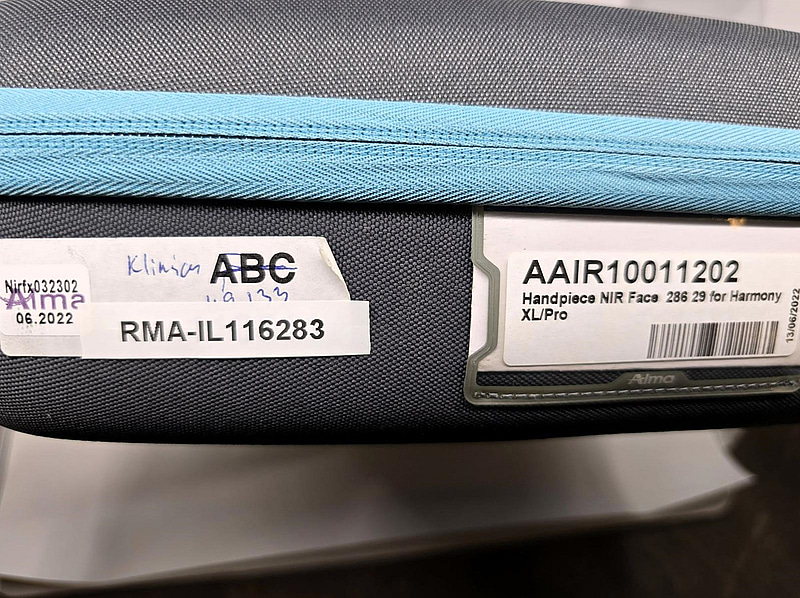 Nirfx032302
Alma
06.2022
ABC
RMA-IL116283
AAIR10011202
Handpiece NIR Face 286 29 for Harmony
XL/Pro
13/06/2022
Alma